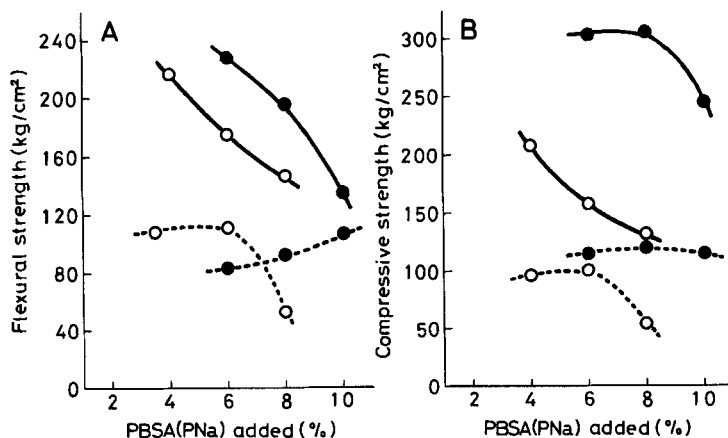 A
240
200
160
120
80
40
0
Flexural strength (kg/cm²)
2 4 6 8 10
PBSA(PNa) added (%)
B
300
250
200
150
100
50
0
Compressive strength (kg/cm²)
2 4 6 8 10
PBSA(PNa) added (%)